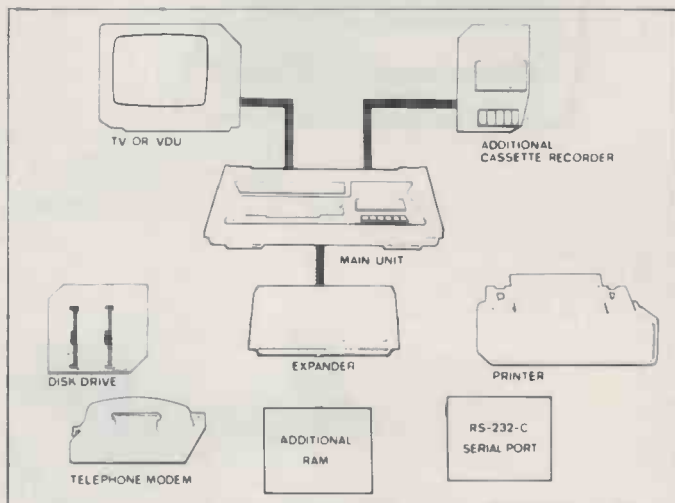 TV OR VDU
ADDITIONAL
CASSETTE RECORDER
MAIN UNIT
EXPANDER
DISK DRIVE
PRINTER
TELEPHONE MODEM
ADDITIONAL
RAM
RS-232-C
SERIAL PORT